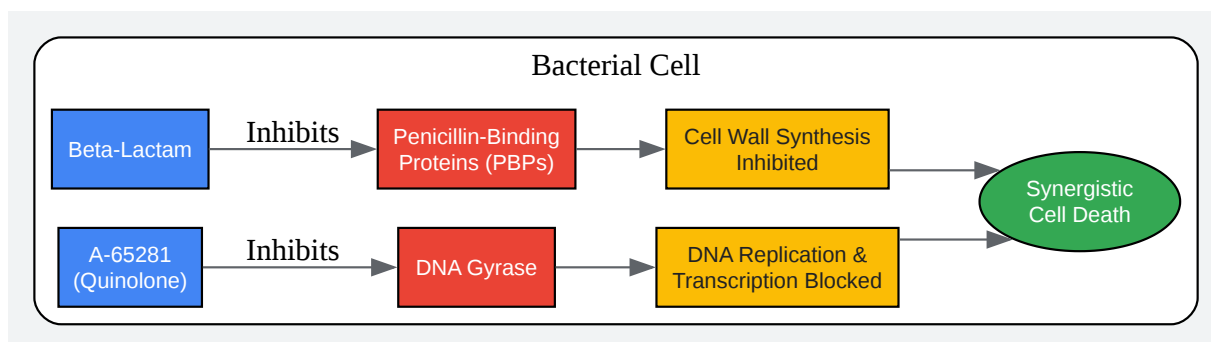 Bacterial Cell
Beta-Lactam
Inhibits
Penicillin-Binding
Proteins (PBPs)
Cell Wall Synthesis
Inhibited
Synergistic
Cell Death
A-65281
(Quinolone)
Inhibits
DNA Gyrase
DNA Replication &
Transcription Blocked